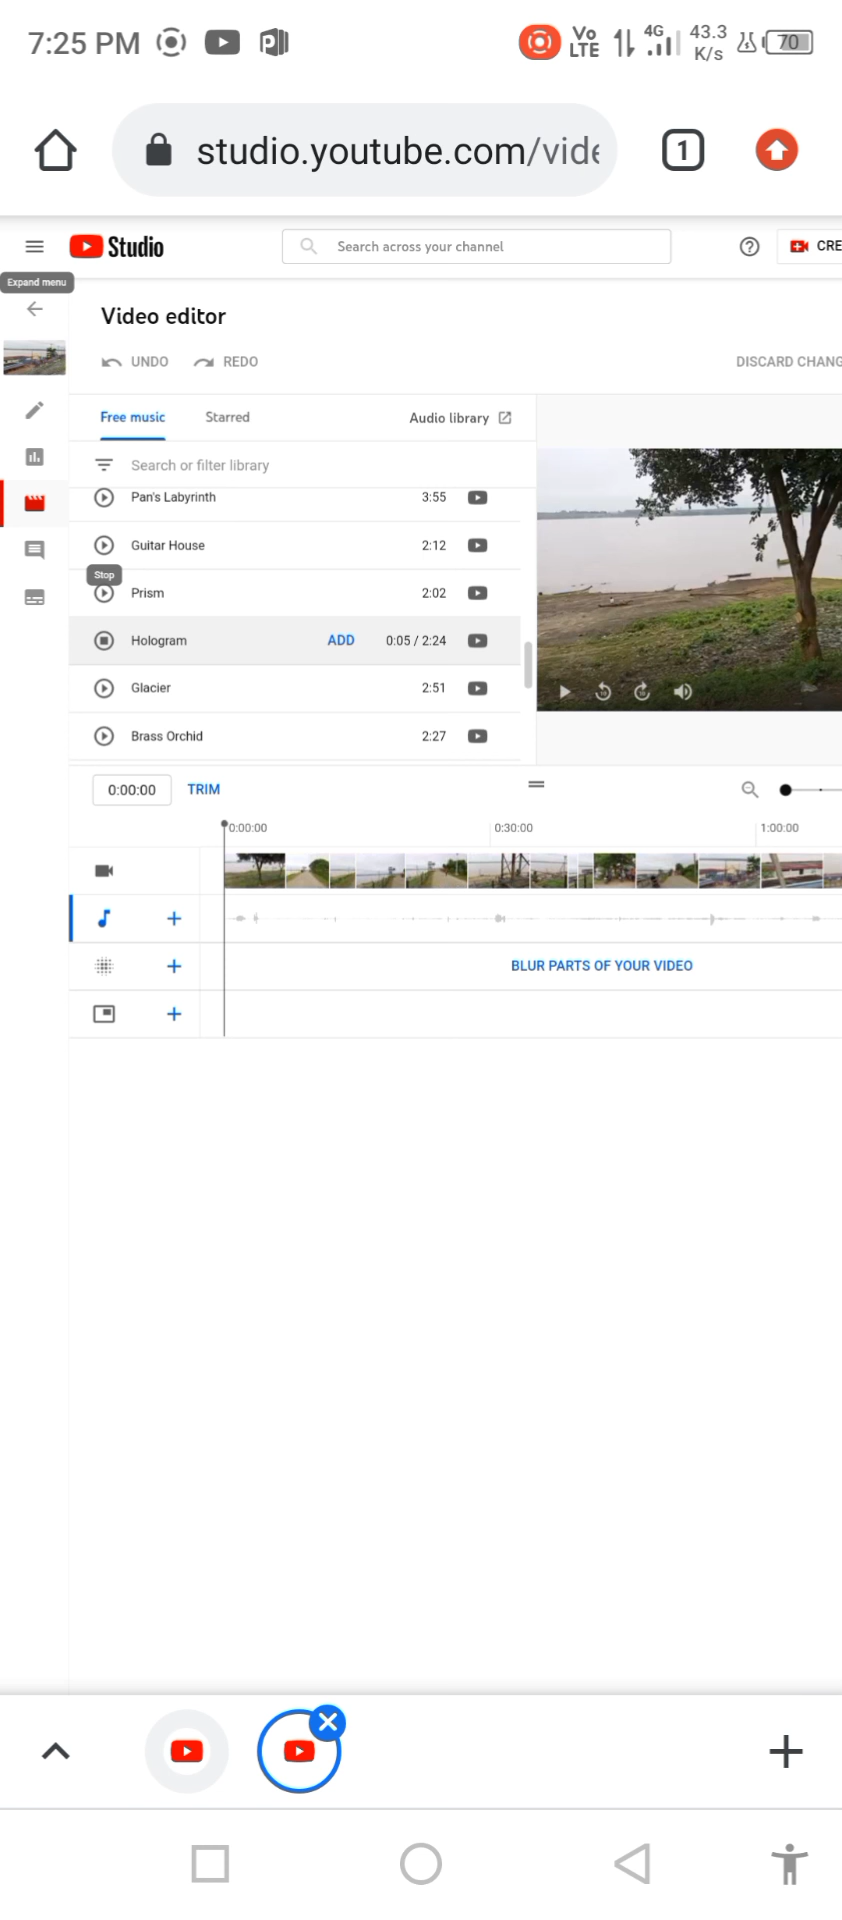 7:25 PM
Vo LTE 4G 43.3 K/s 70
studio.youtube.com/vide
1
Studio
Search across your channel
CRE
Expand menu
Video editor
UNDO REDO
DISCARD CHANG
Free music Starred Audio library
Search or filter library
Pan's Labyrinth 3:55
Guitar House 2:12
Stop
Prism 2:02
Hologram ADD 0:05 / 2:24
Glacier 2:51
Brass Orchid 2:27
0:00:00 TRIM
0:00:00 0:30:00 1:00:00
BLUR PARTS OF YOUR VIDEO